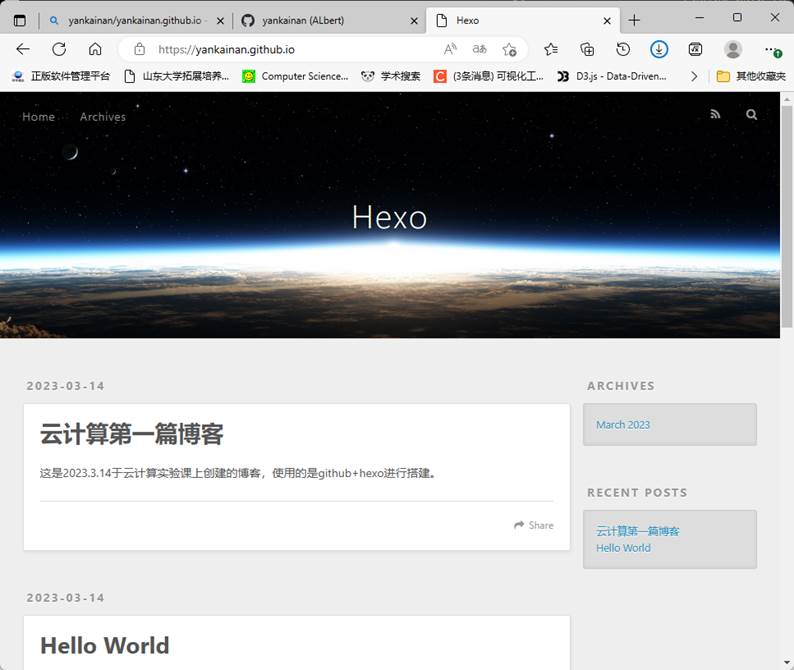 yankainan/yankainan.github.io -
yankainan (ALbert)
Hexo
https://yankainan.github.io
正版软件管理平台
山东大学拓展培养...
Computer Science...
学术搜索
(3条消息) 可视化工...
D3.js - Data-Driven...
其他收藏夹
Home
Archives
Hexo
2023-03-14
云计算第一篇博客
这是2023.3.14于云计算实验课上创建的博客，使用的是github+hexo进行搭建。
Share
2023-03-14
Hello World
ARCHIVES
March 2023
RECENT POSTS
云计算第一篇博客
Hello World